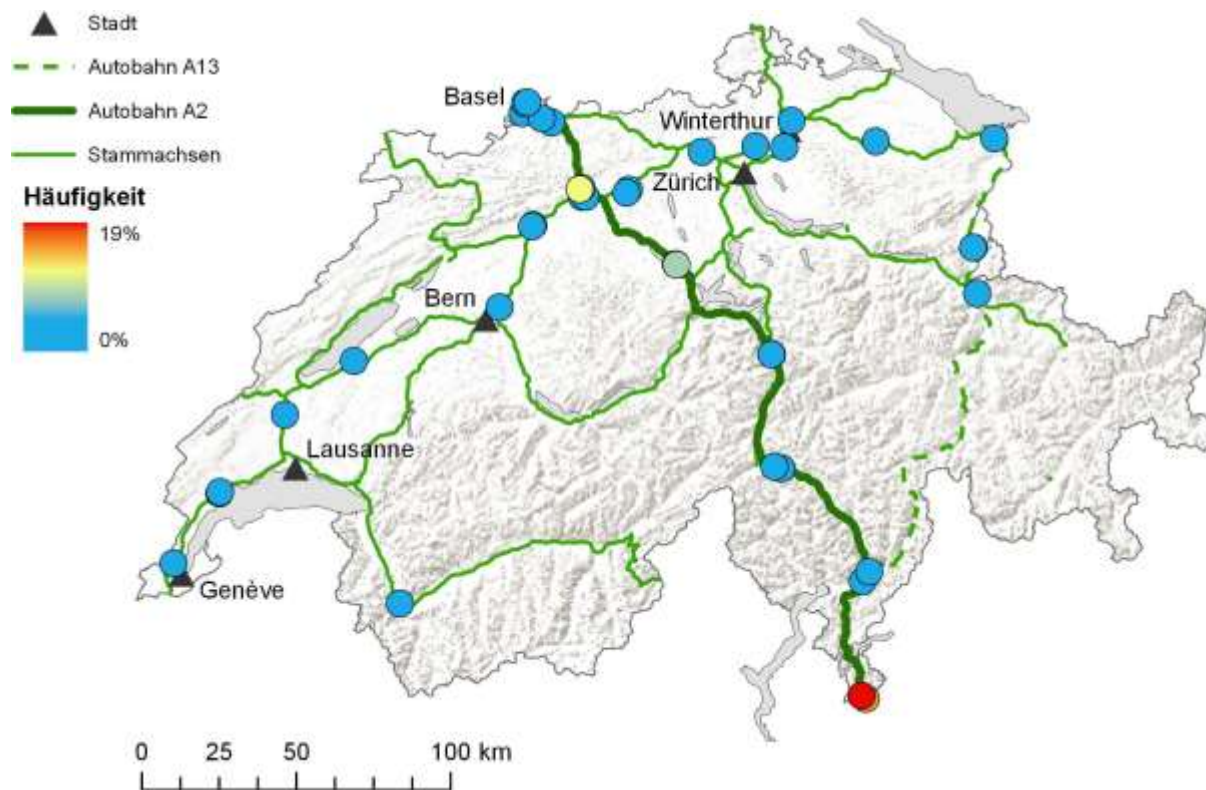 Stadt
Autobahn A13
Autobahn A2
Stammachsen
Häufigkeit
19%
0%
Basel
Winterthur
Zürich
Bern
Lausanne
Genève
0 25 50 100 km